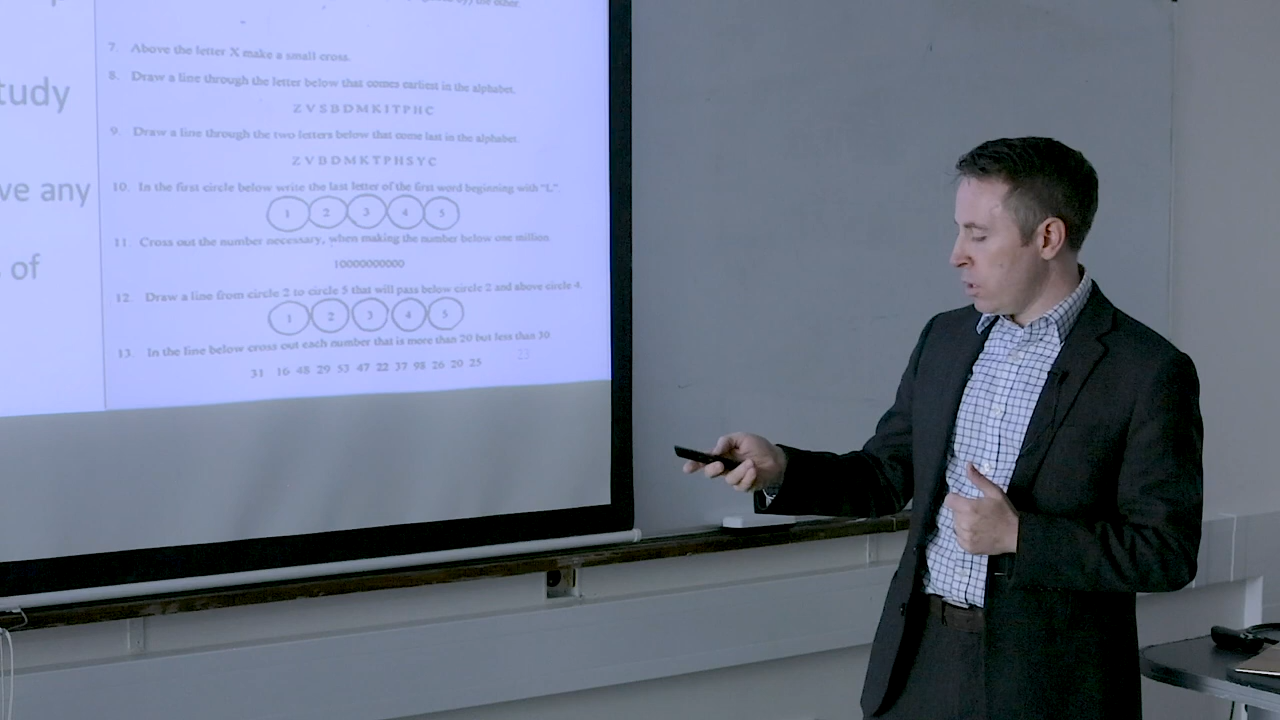 the other.
7. Above the letter X make a small cross.
tudy
8. Draw a line through the letter below that comes earliest in the alphabet.
Z V S B D M K I T P H C
9. Draw a line through the two letters below that come last in the alphabet.
Z V B D M K T P H S Y C
ve any
10. In the first circle below write the last letter of the first word beginning with "L".
1 2 3 4 5
11. Cross out the number necessary, when making the number below one million
10000000000
of
12. Draw a line from circle 2 to circle 5 that will pass below circle 2 and above circle 4.
1 2 3 4 5
13 In the line below cross out each number that is more than 20 but less than 30
31 16 48 29 53 47 22 37 98 26 20 25
23